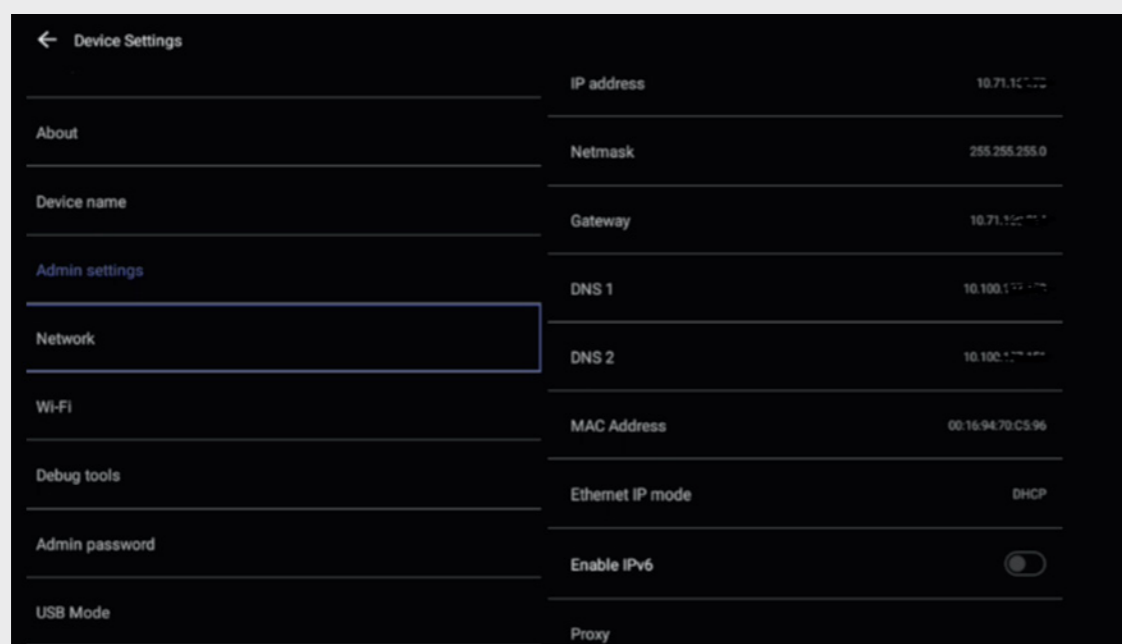 Device Settings
About
Device name
Admin settings
Network
Wi-Fi
Debug tools
Admin password
USB Mode
IP address
Netmask 255.255.255.0
Gateway
DNS 1
DNS 2
MAC Address 00:16:94:70:C5:96
Ethernet IP mode DHCP
Enable IPv6
Proxy